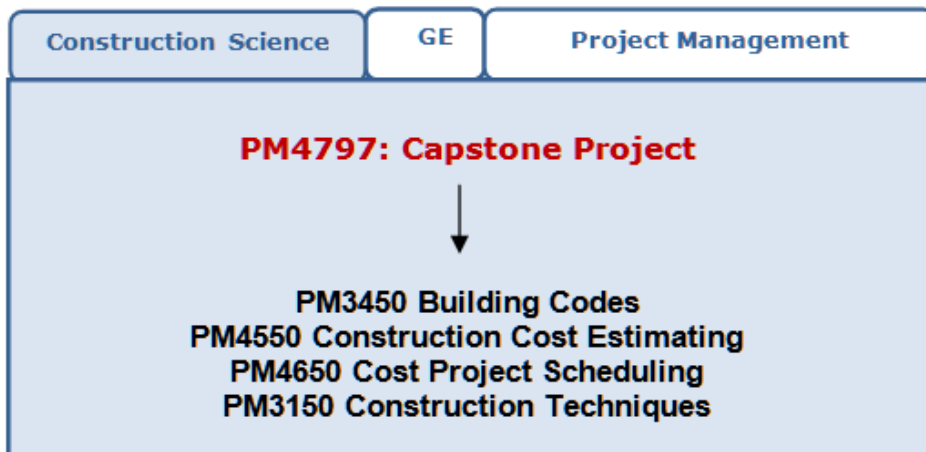 Construction Science
GE
Project Management
PM4797: Capstone Project
PM3450 Building Codes
PM4550 Construction Cost Estimating
PM4650 Cost Project Scheduling
PM3150 Construction Techniques